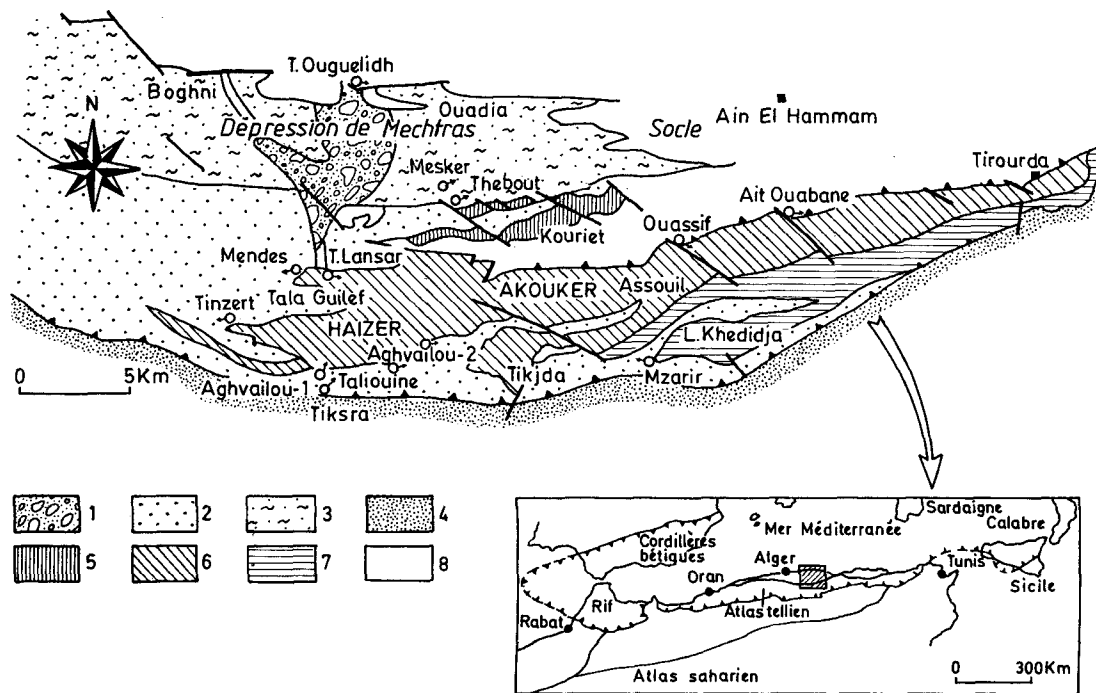 T. Ouguelidh
Boghni
Ouadia
N
Dépression de Mechtras
Socle
Ain El Hammam
Mesker
Thebout
Tirourda
Ait Ouabane
Kouriet
Ouassif
Mendes
T. Lansar
Tala Guilef
AKOUKER
Assouil
Tinzert
HAIZER
L. Khedidja
Aghvailou-2
0 5Km
Tikjda
Mzarir
Aghvailou-1
Taliouine
Tiksra
1 2 3 4
5 6 7 8
Sardaigne
Mer Méditerranée
Calabre
Cordillères
bétiques
Alger
Tunis
Oran
Sicile
Rif
Atlas tellien
Rabat
Atlas saharien
0 300Km